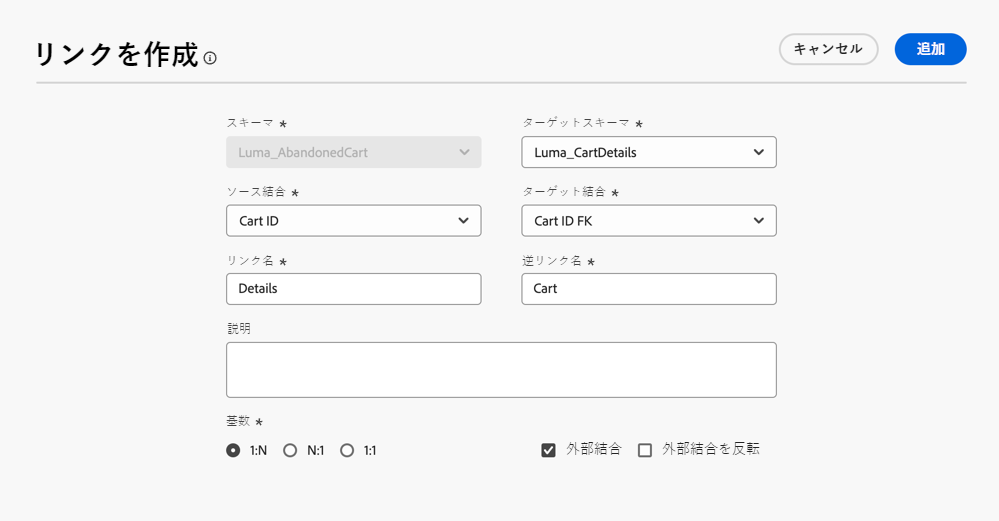 リンクを作成
キャンセル
追加
スキーマ *
ターゲットスキーマ *
Luma_AbandonedCart
Luma_CartDetails
ソース結合 *
ターゲット結合 *
Cart ID
Cart ID FK
リンク名 *
逆リンク名 *
Details
Cart
説明
基数 *
1:N
N:1
1:1
外部結合
外部結合を反転